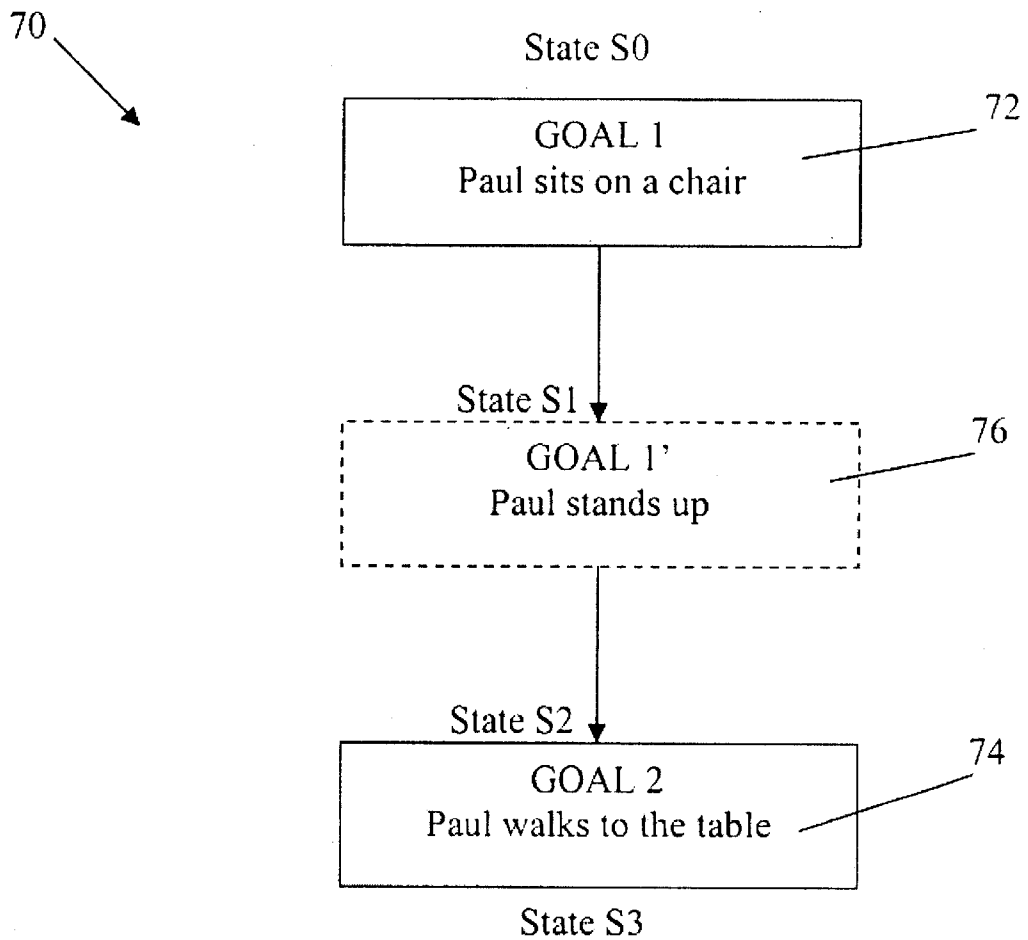 70
State S0
72
GOAL 1
Paul sits on a chair
State S1
76
GOAL 1’
Paul stands up
State S2
74
GOAL 2
Paul walks to the table
State S3